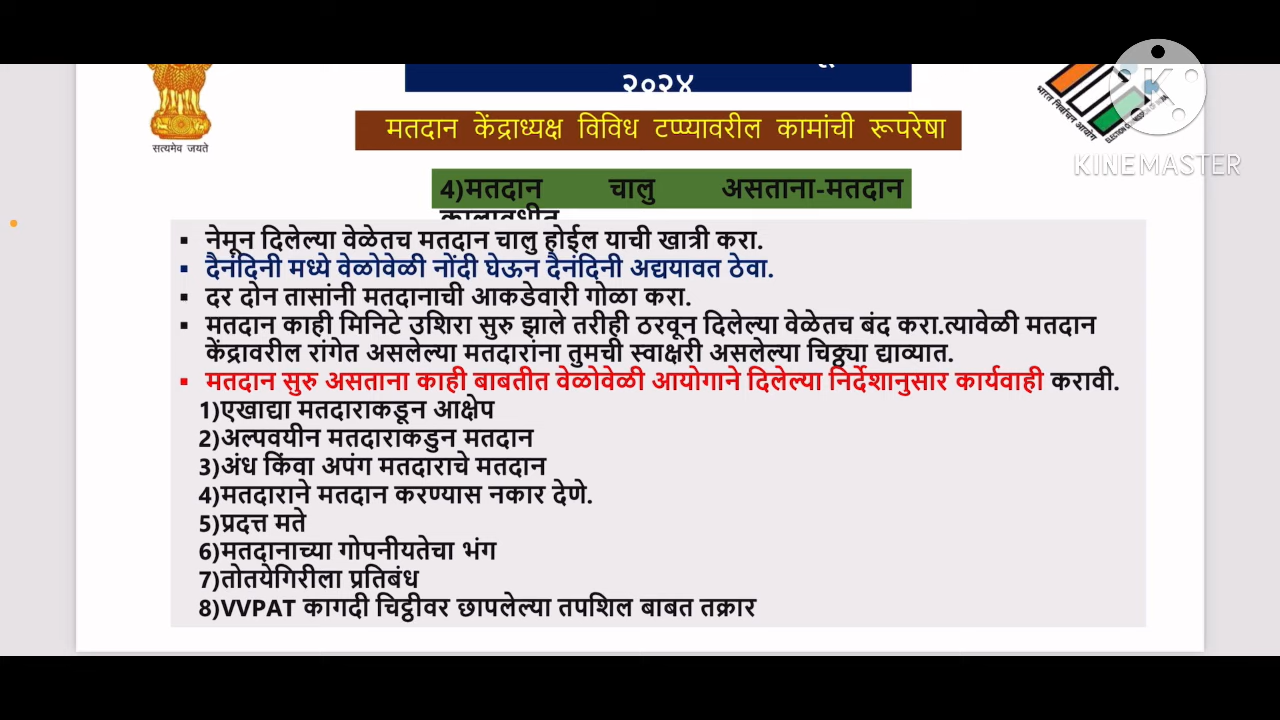 २०२४
सत्यमेव जयते
भारत निर्वाचन आयोग
KINEMASTER
मतदान केंद्राध्यक्ष विविध टप्प्यावरील कामांची रूपरेषा
4)मतदान चालु असताना-मतदान
कालावधीत
▪ नेमून दिलेल्या वेळेतच मतदान चालु होईल याची खात्री करा.
▪ दैनंदिनी मध्ये वेळोवेळी नोंदी घेऊन दैनंदिनी अद्ययावत ठेवा.
▪ दर दोन तासांनी मतदानाची आकडेवारी गोळा करा.
▪ मतदान काही मिनिटे उशिरा सुरु झाले तरीही ठरवून दिलेल्या वेळेतच बंद करा.त्यावेळी मतदान
केंद्रावरील रांगेत असलेल्या मतदारांना तुमची स्वाक्षरी असलेल्या चिठ्ठ्या द्याव्यात.
▪ मतदान सुरु असताना काही बाबतीत वेळोवेळी आयोगाने दिलेल्या निर्देशानुसार कार्यवाही करावी.
1)एखाद्या मतदाराकडून आक्षेप
2)अल्पवयीन मतदाराकडुन मतदान
3)अंध किंवा अपंग मतदाराचे मतदान
4)मतदाराने मतदान करण्यास नकार देणे.
5)प्रदत्त मते
6)मतदानाच्या गोपनीयतेचा भंग
7)तोतयेगिरीला प्रतिबंध
8)VVPAT कागदी चिट्ठीवर छापलेल्या तपशिल बाबत तक्रार